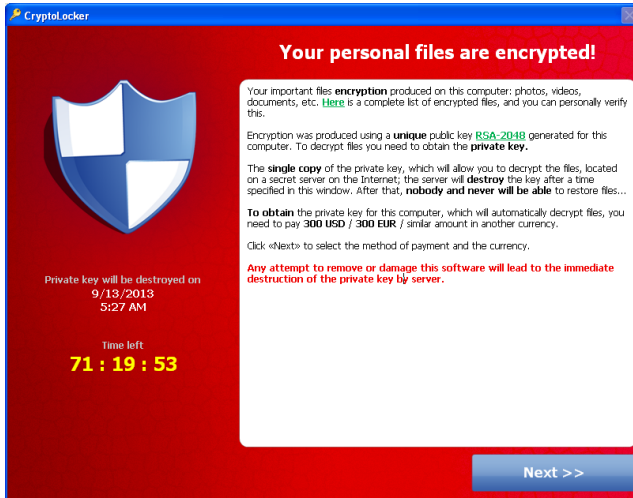 CryptoLocker
Your personal files are encrypted!
Your important files encryption produced on this computer: photos, videos,
documents, etc. Here is a complete list of encrypted files, and you can personally verify
this.
Encryption was produced using a unique public key RSA-2048 generated for this
computer. To decrypt files you need to obtain the private key.
The single copy of the private key, which will allow you to decrypt the files, located
on a secret server on the Internet; the server will destroy the key after a time
specified in this window. After that, nobody and never will be able to restore files...
To obtain the private key for this computer, which will automatically decrypt files, you
need to pay 300 USD / 300 EUR / similar amount in another currency.
Click «Next» to select the method of payment and the currency.
Any attempt to remove or damage this software will lead to the immediate
destruction of the private key by server.
Private key will be destroyed on
9/13/2013
5:27 AM
Time left
71 : 19 : 53
Next >>